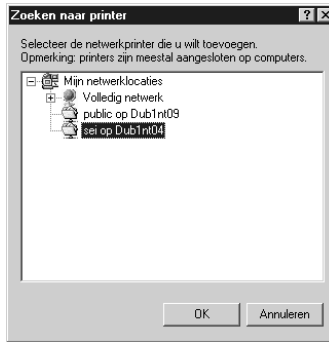 Zoeken naar printer
Selecteer de netwerkprinter die u wilt toevoegen.
Opmerking: printers zijn meestal aangesloten op computers.
Mijn netwerklocaties
Volledig netwerk
public op Dub1nt09
sei op Dub1nt04
OK
Annuleren